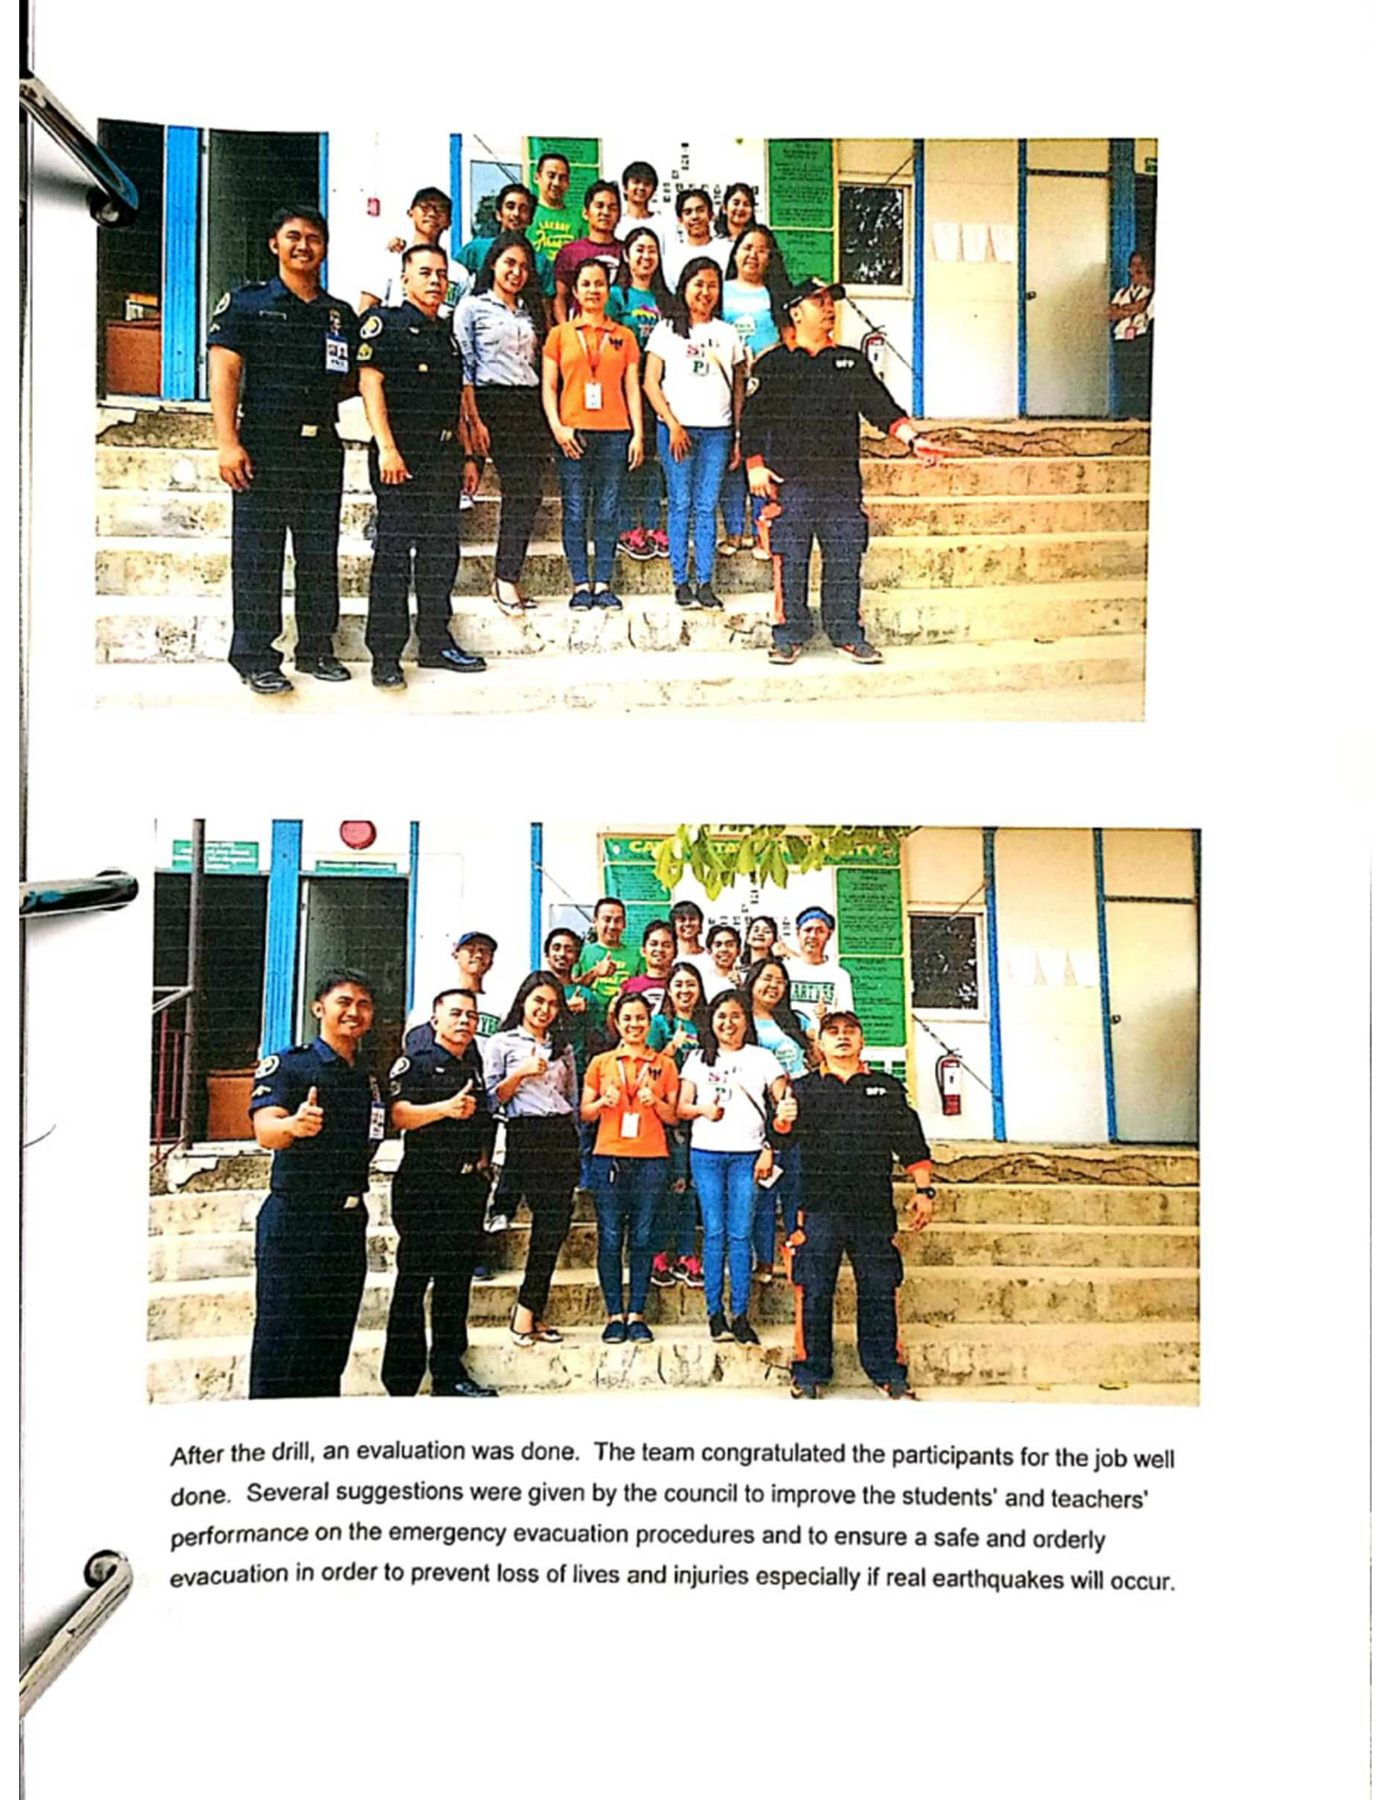 BFP
BFP
After the drill, an evaluation was done. The team congratulated the participants for the job well
done. Several suggestions were given by the council to improve the students' and teachers'
performance on the emergency evacuation procedures and to ensure a safe and orderly
evacuation in order to prevent loss of lives and injuries especially if real earthquakes will occur.